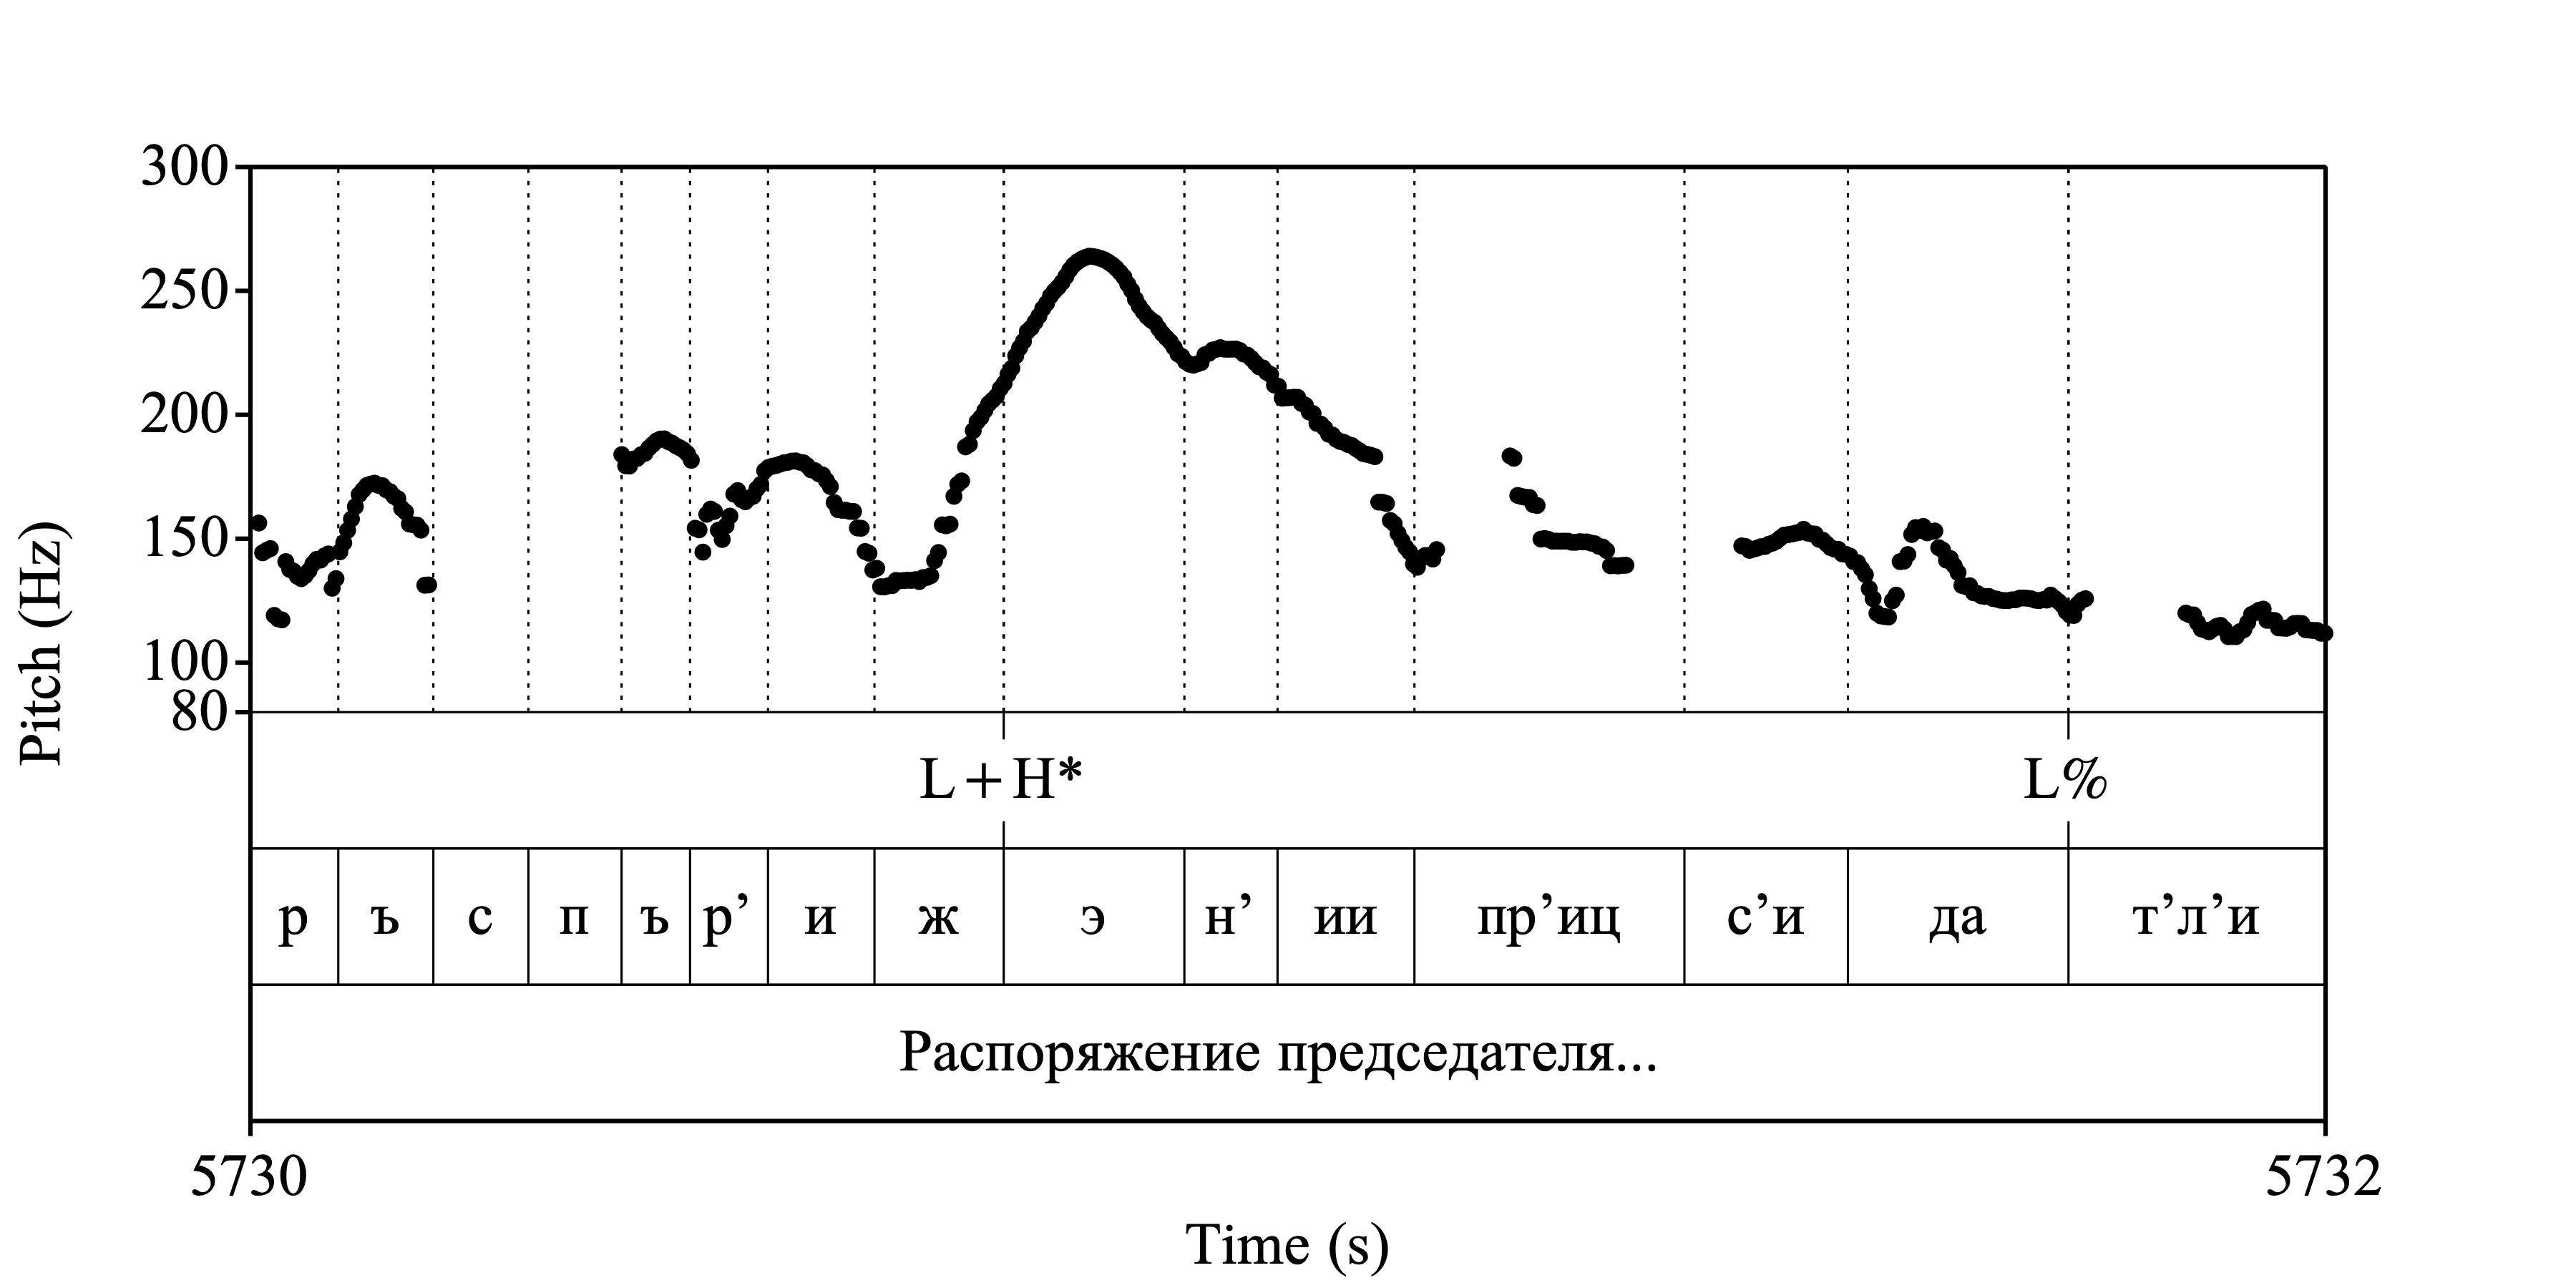 300
250
200
150
100
80
Pitch (Hz)
L+H* L%
р ъ с п ъ р’ и ж э н’ ии пр’иц с’и да т’л’и
Распоряжение председателя...
5730 5732
Time (s)